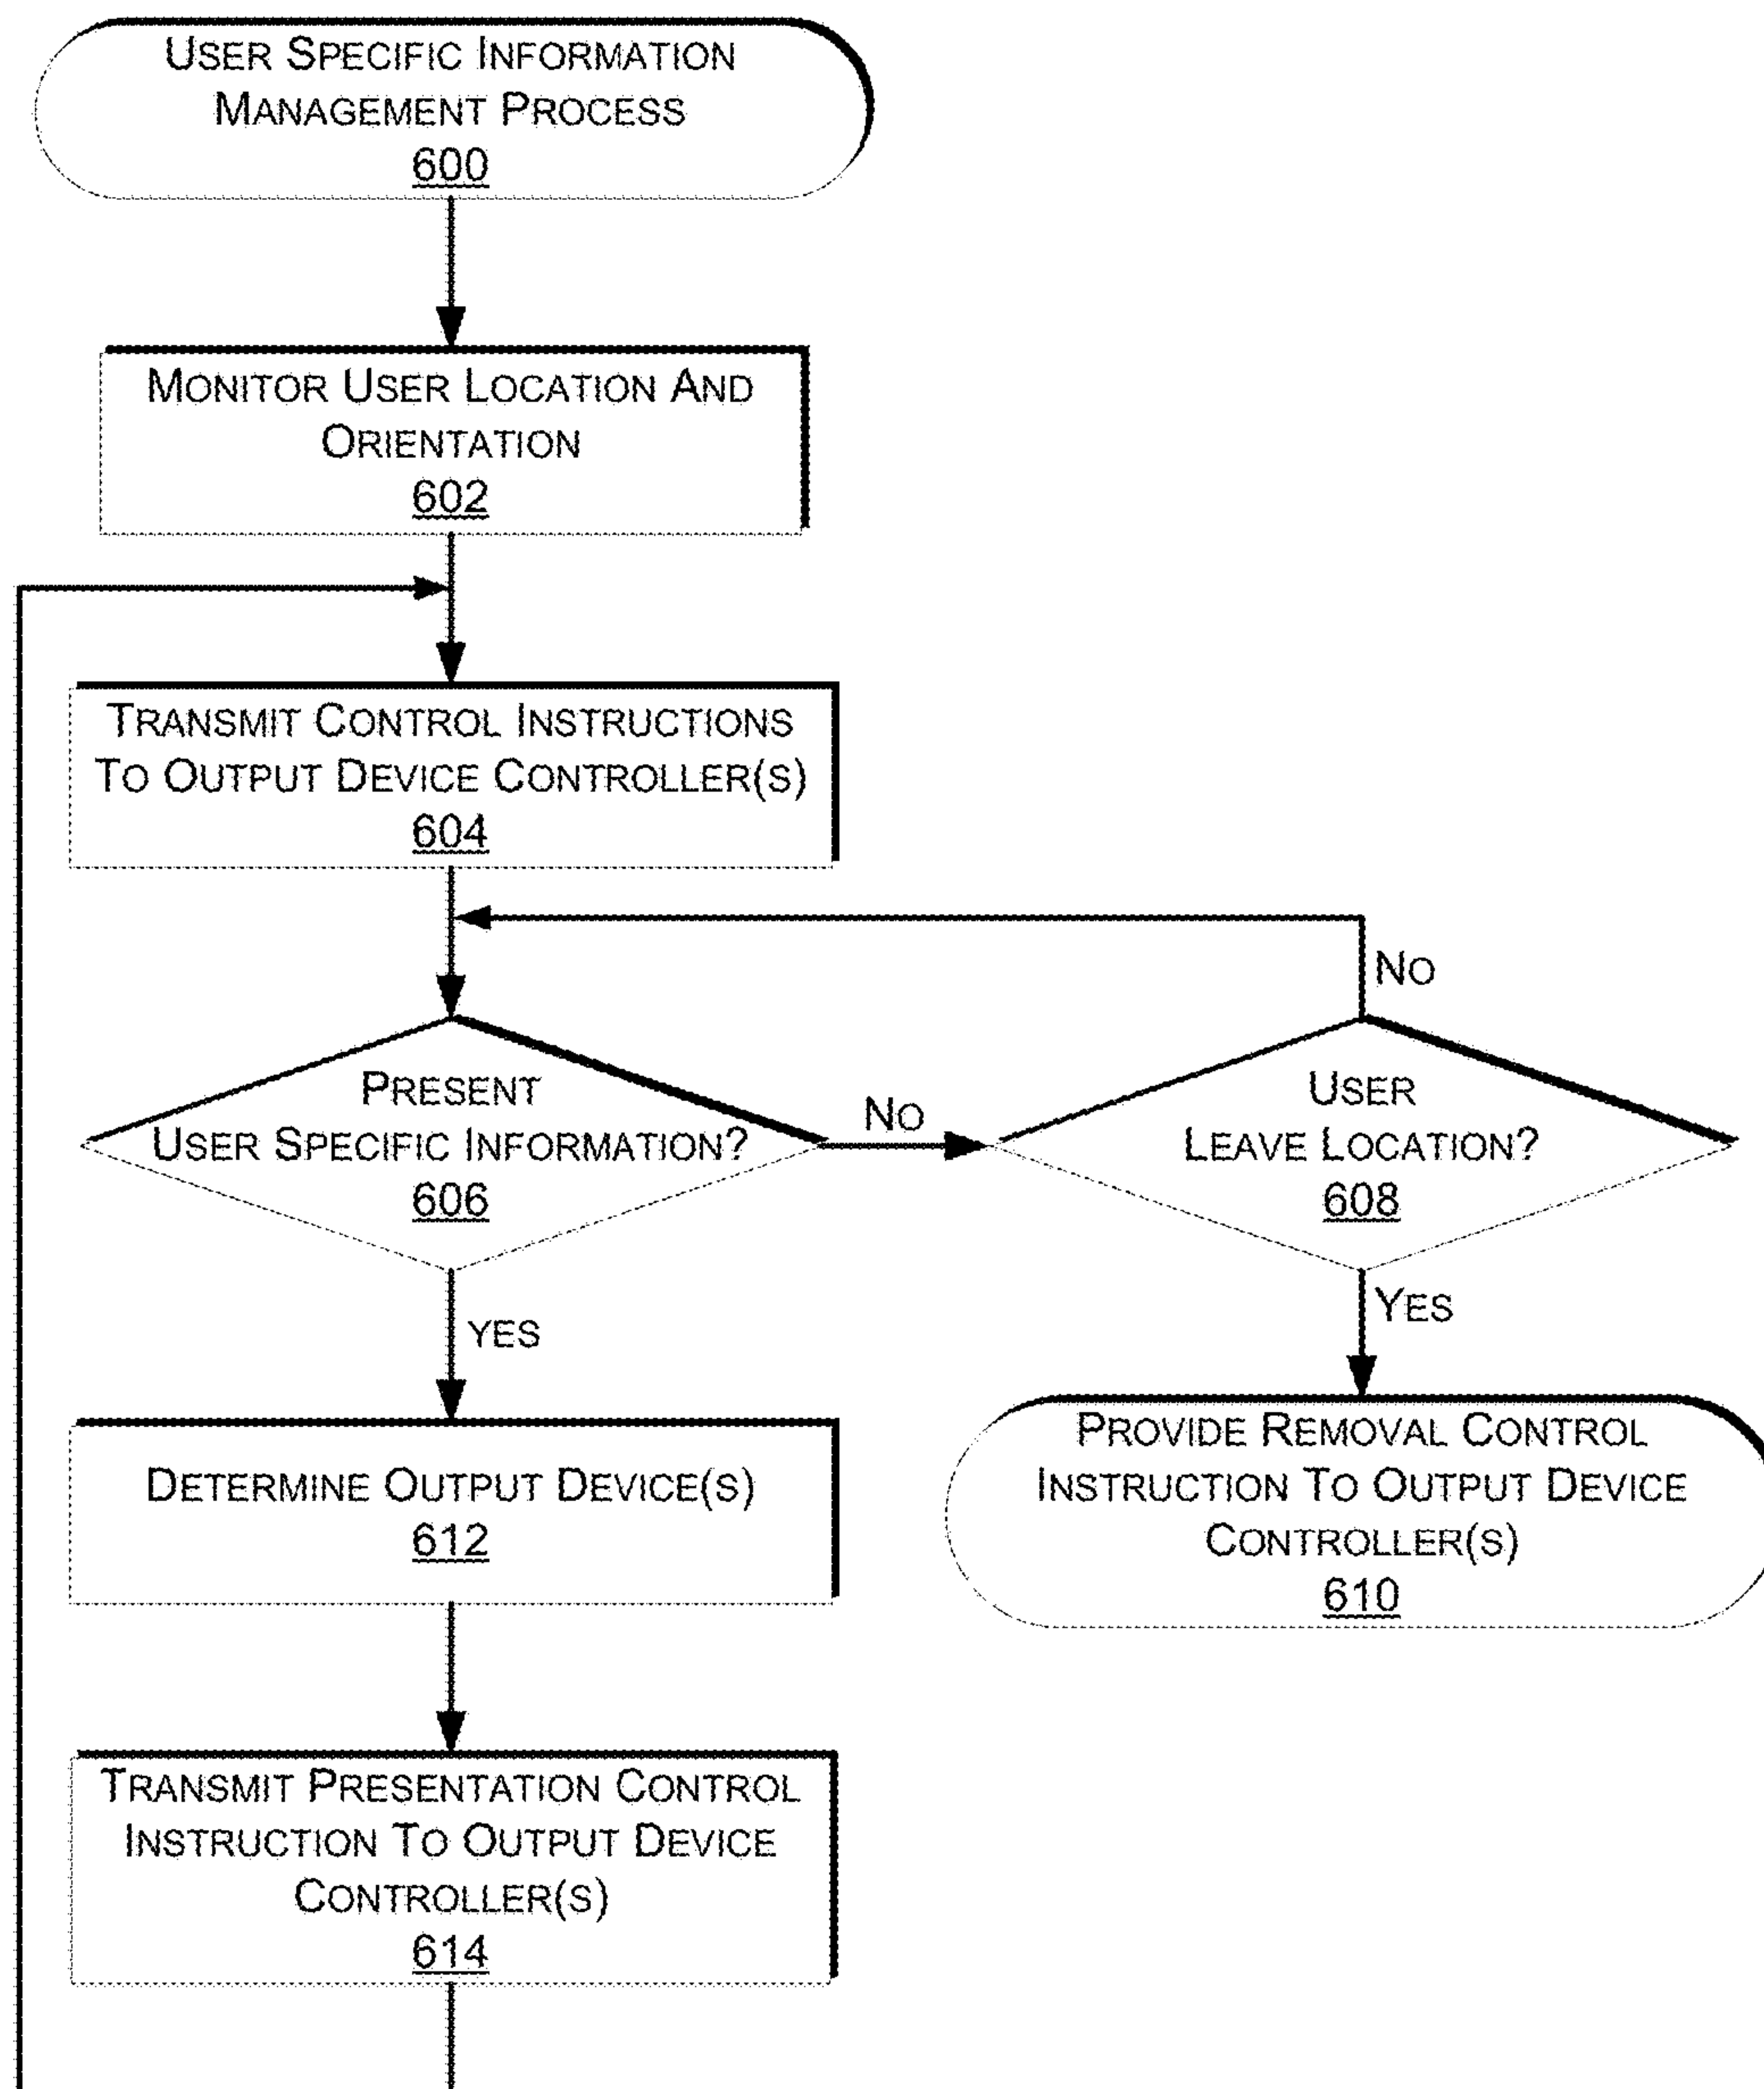 USER SPECIFIC INFORMATION
MANAGEMENT PROCESS
600
MONITOR USER LOCATION AND
ORIENTATION
602
TRANSMIT CONTROL INSTRUCTIONS
TO OUTPUT DEVICE CONTROLLER(S)
604
NO
PRESENT
USER SPECIFIC INFORMATION?
606
NO
USER
LEAVE LOCATION?
608
YES
YES
DETERMINE OUTPUT DEVICE(S)
612
PROVIDE REMOVAL CONTROL
INSTRUCTION TO OUTPUT DEVICE
CONTROLLER(S)
610
TRANSMIT PRESENTATION CONTROL
INSTRUCTION TO OUTPUT DEVICE
CONTROLLER(S)
614